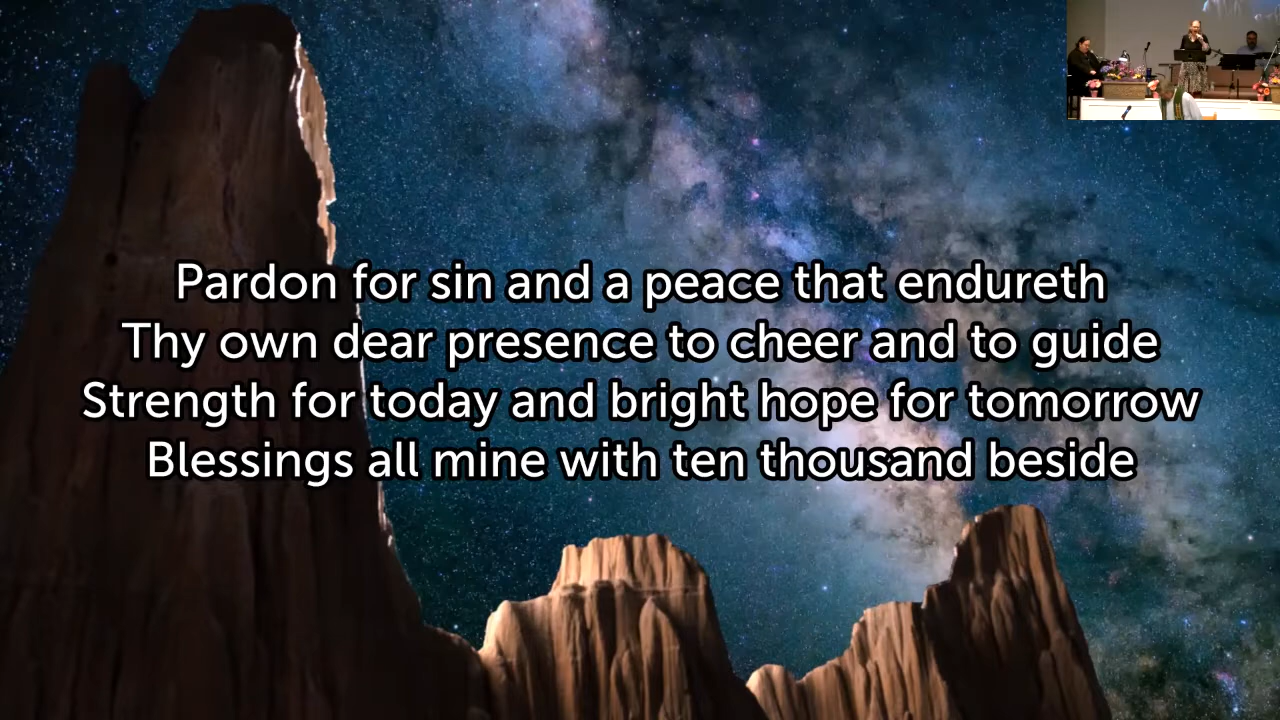 Pardon for sin and a peace that endureth
Thy own dear presence to cheer and to guide
Strength for today and bright hope for tomorrow
Blessings all mine with ten thousand beside